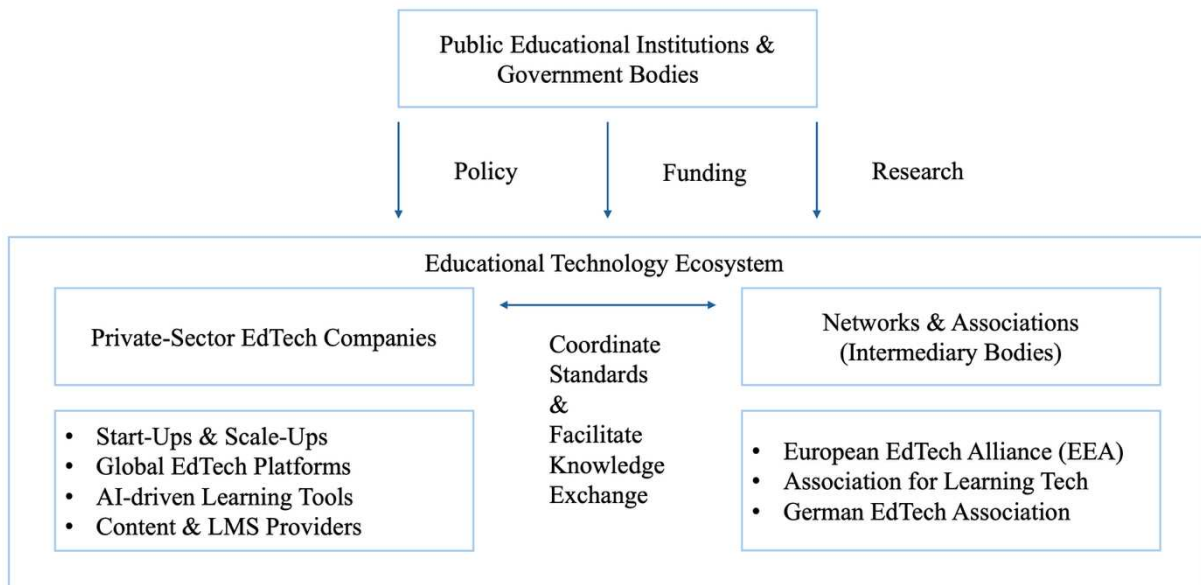 Public Educational Institutions &
Government Bodies
Policy
Funding
Research
Educational Technology Ecosystem
Private-Sector EdTech Companies
Coordinate
Standards
&
Facilitate
Knowledge
Exchange
Networks & Associations
(Intermediary Bodies)
• Start-Ups & Scale-Ups
• Global EdTech Platforms
• AI-driven Learning Tools
• Content & LMS Providers
• European EdTech Alliance (EEA)
• Association for Learning Tech
• German EdTech Association